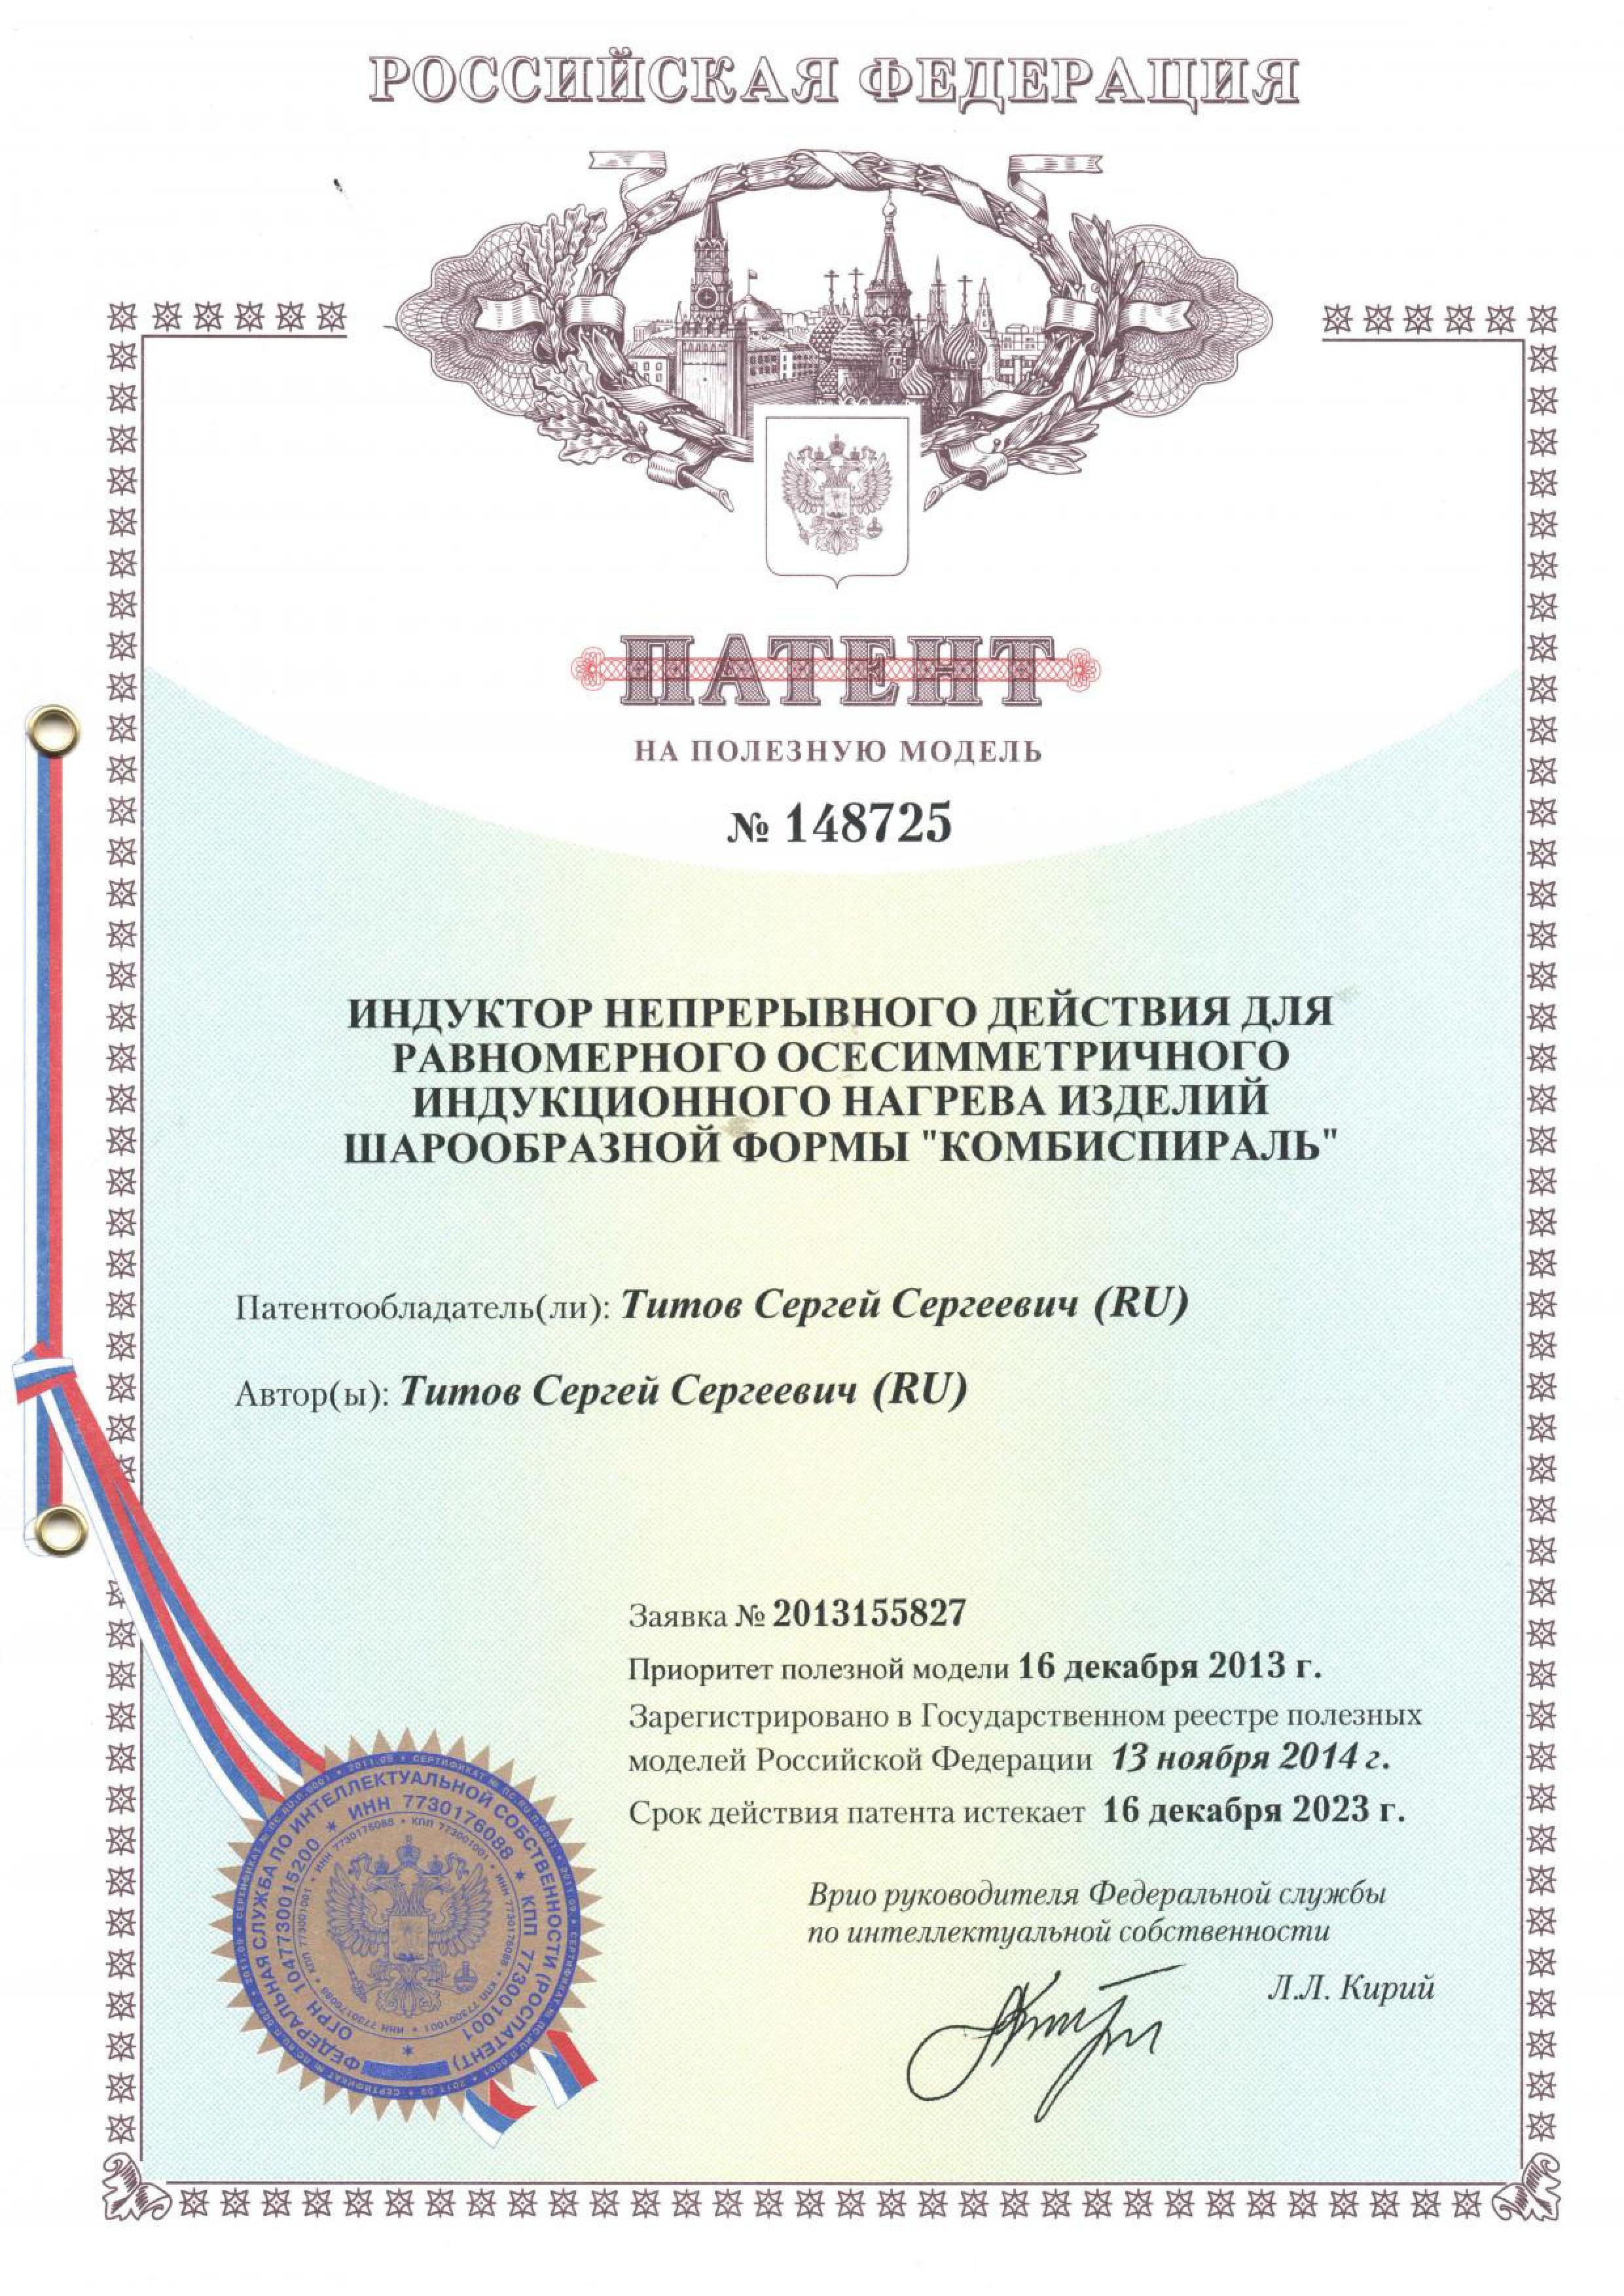 РОССИЙСКАЯ ФЕДЕРАЦИЯ
ПАТЕНТ
НА ПОЛЕЗНУЮ МОДЕЛЬ
№ 148725
ИНДУКТОР НЕПРЕРЫВНОГО ДЕЙСТВИЯ ДЛЯ
РАВНОМЕРНОГО ОСЕСИММЕТРИЧНОГО
ИНДУКЦИОННОГО НАГРЕВА ИЗДЕЛИЙ
ШАРООБРАЗНОЙ ФОРМЫ "КОМБИСПИРАЛЬ"
Патентообладатель(ли): Титов Сергей Сергеевич (RU)
Автор(ы): Титов Сергей Сергеевич (RU)
Заявка № 2013155827
Приоритет полезной модели 16 декабря 2013 г.
Зарегистрировано в Государственном реестре полезных
моделей Российской Федерации 13 ноября 2014 г.
Срок действия патента истекает 16 декабря 2023 г.
Врио руководителя Федеральной службы
по интеллектуальной собственности
Л.Л. Кирий
ФЕДЕРАЛЬНАЯ СЛУЖБА ПО ИНТЕЛЛЕКТУАЛЬНОЙ СОБСТВЕННОСТИ (РОСПАТЕНТ)
ОГРН 1047730015200 * ИНН 7730176088 * КПП 773001001 *